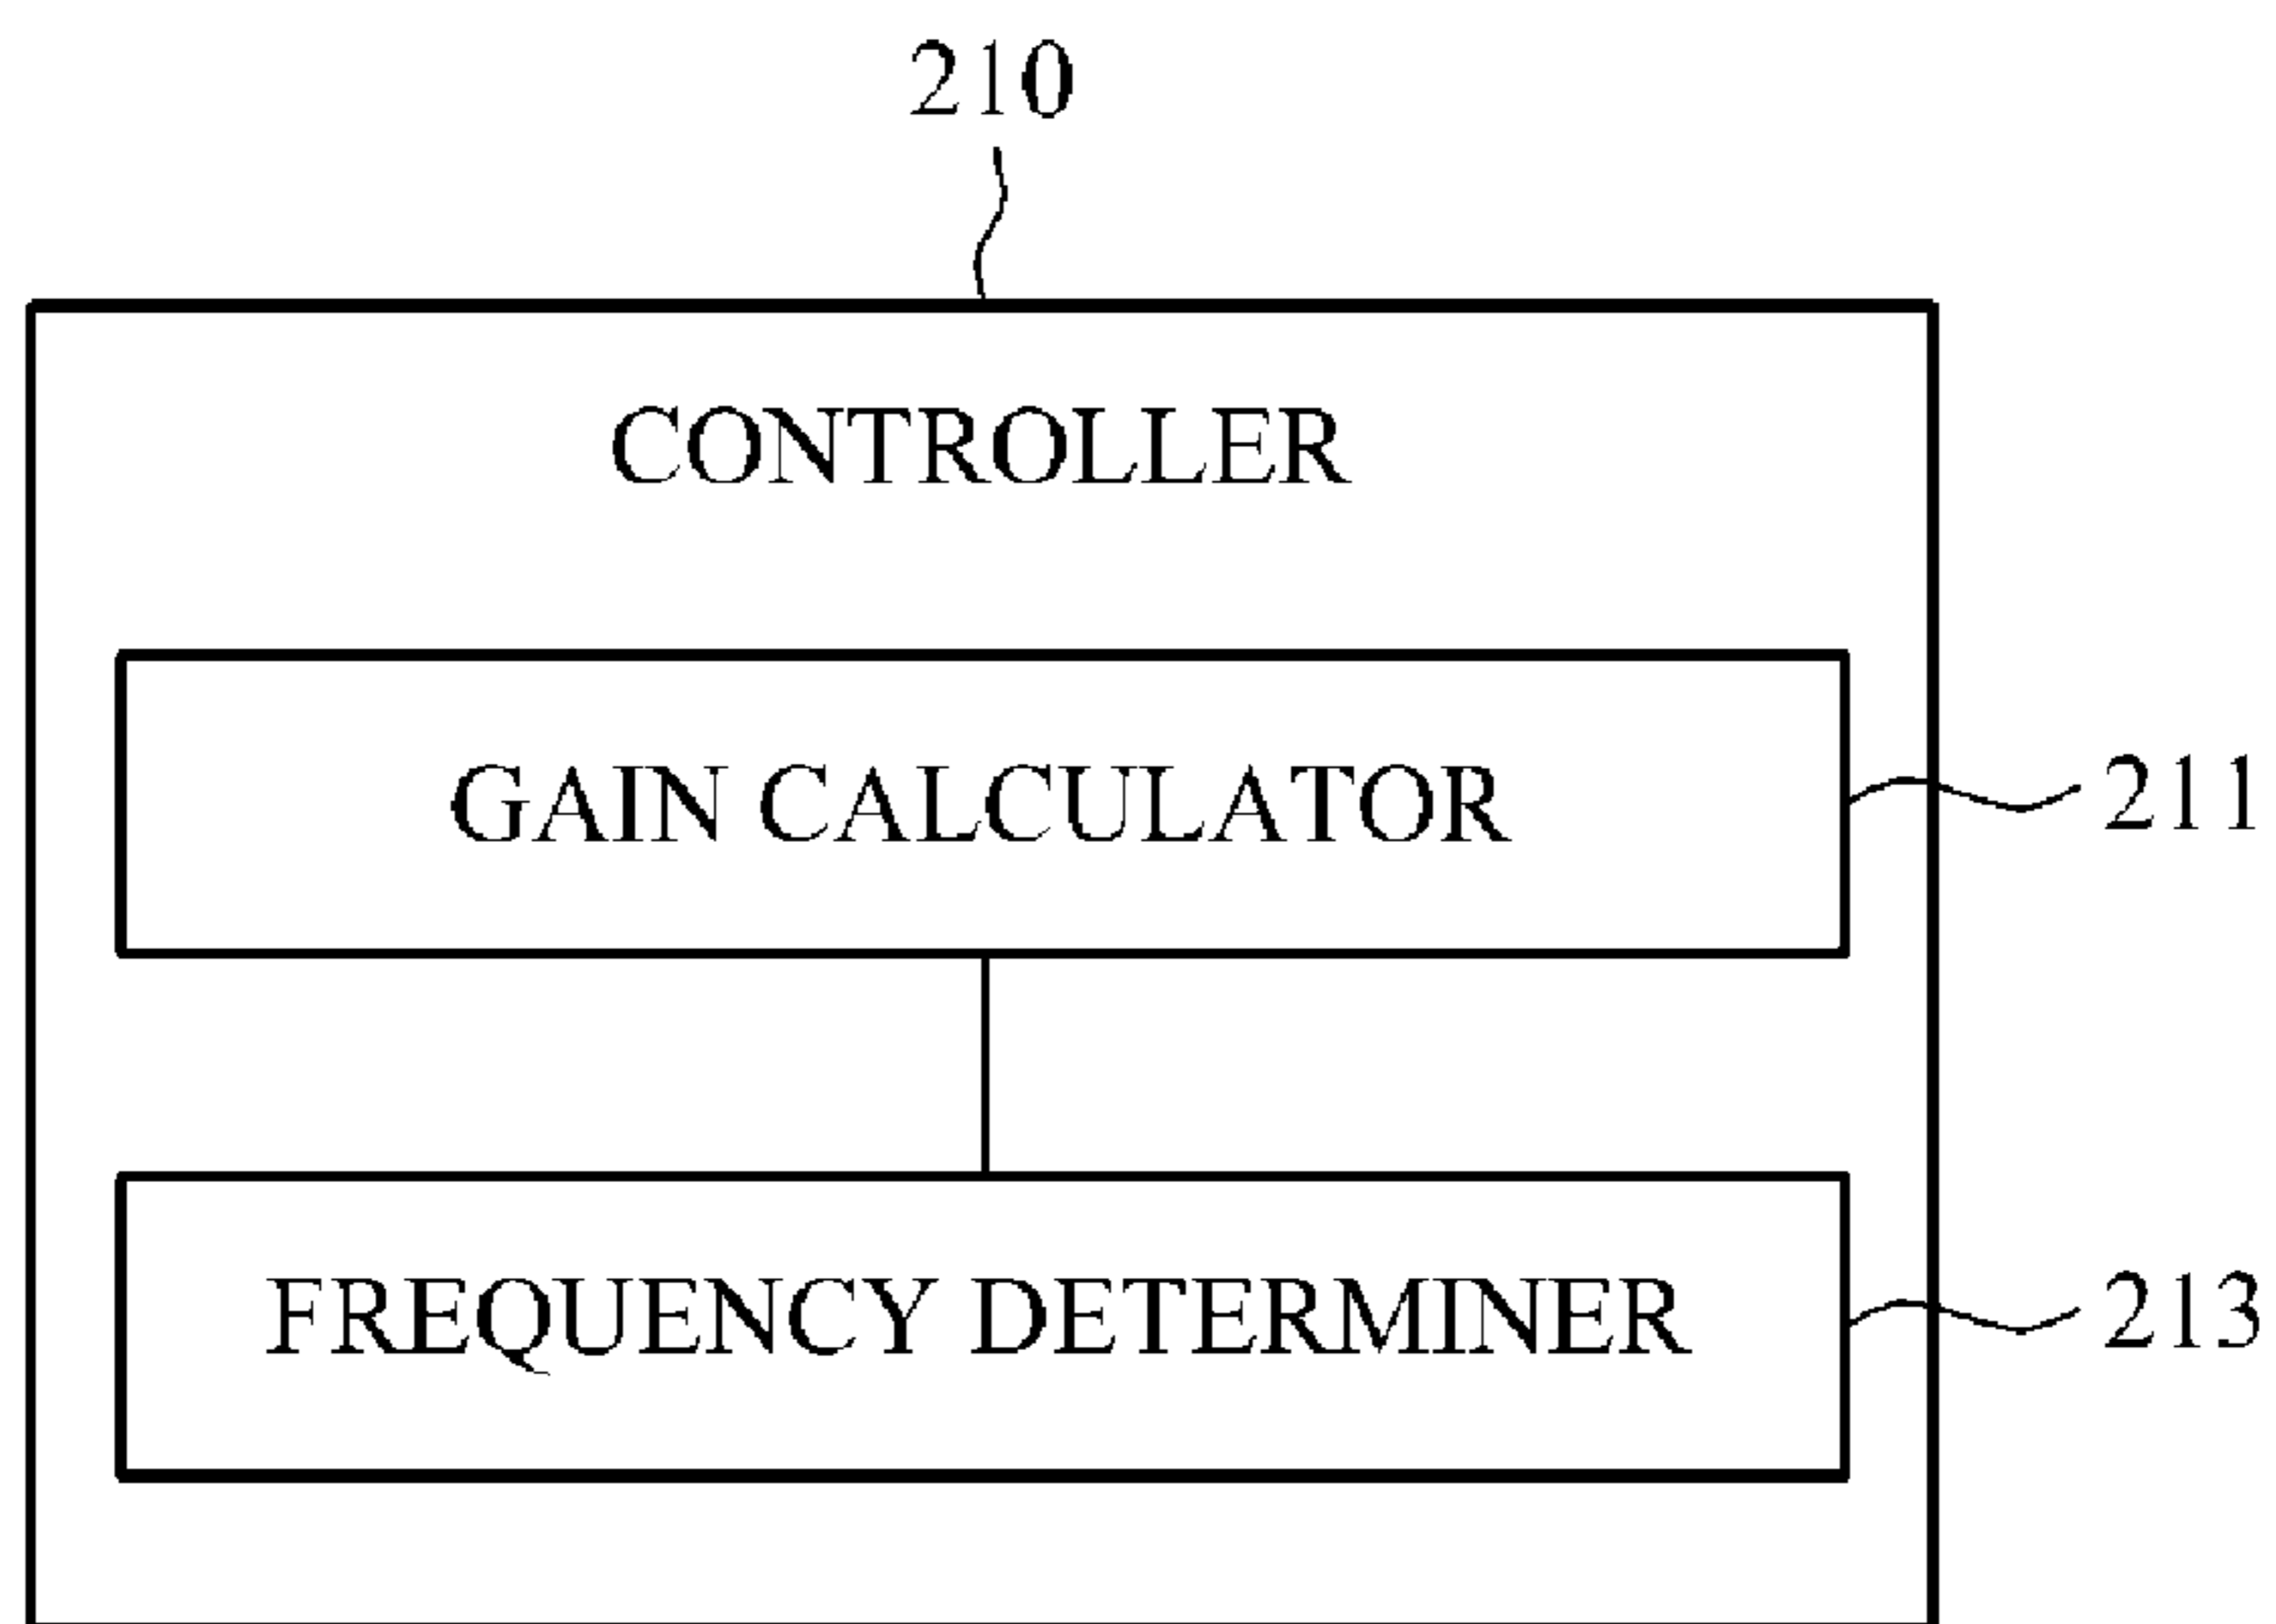 210
CONTROLLER
GAIN CALCULATOR
211
FREQUENCY DETERMINER
213